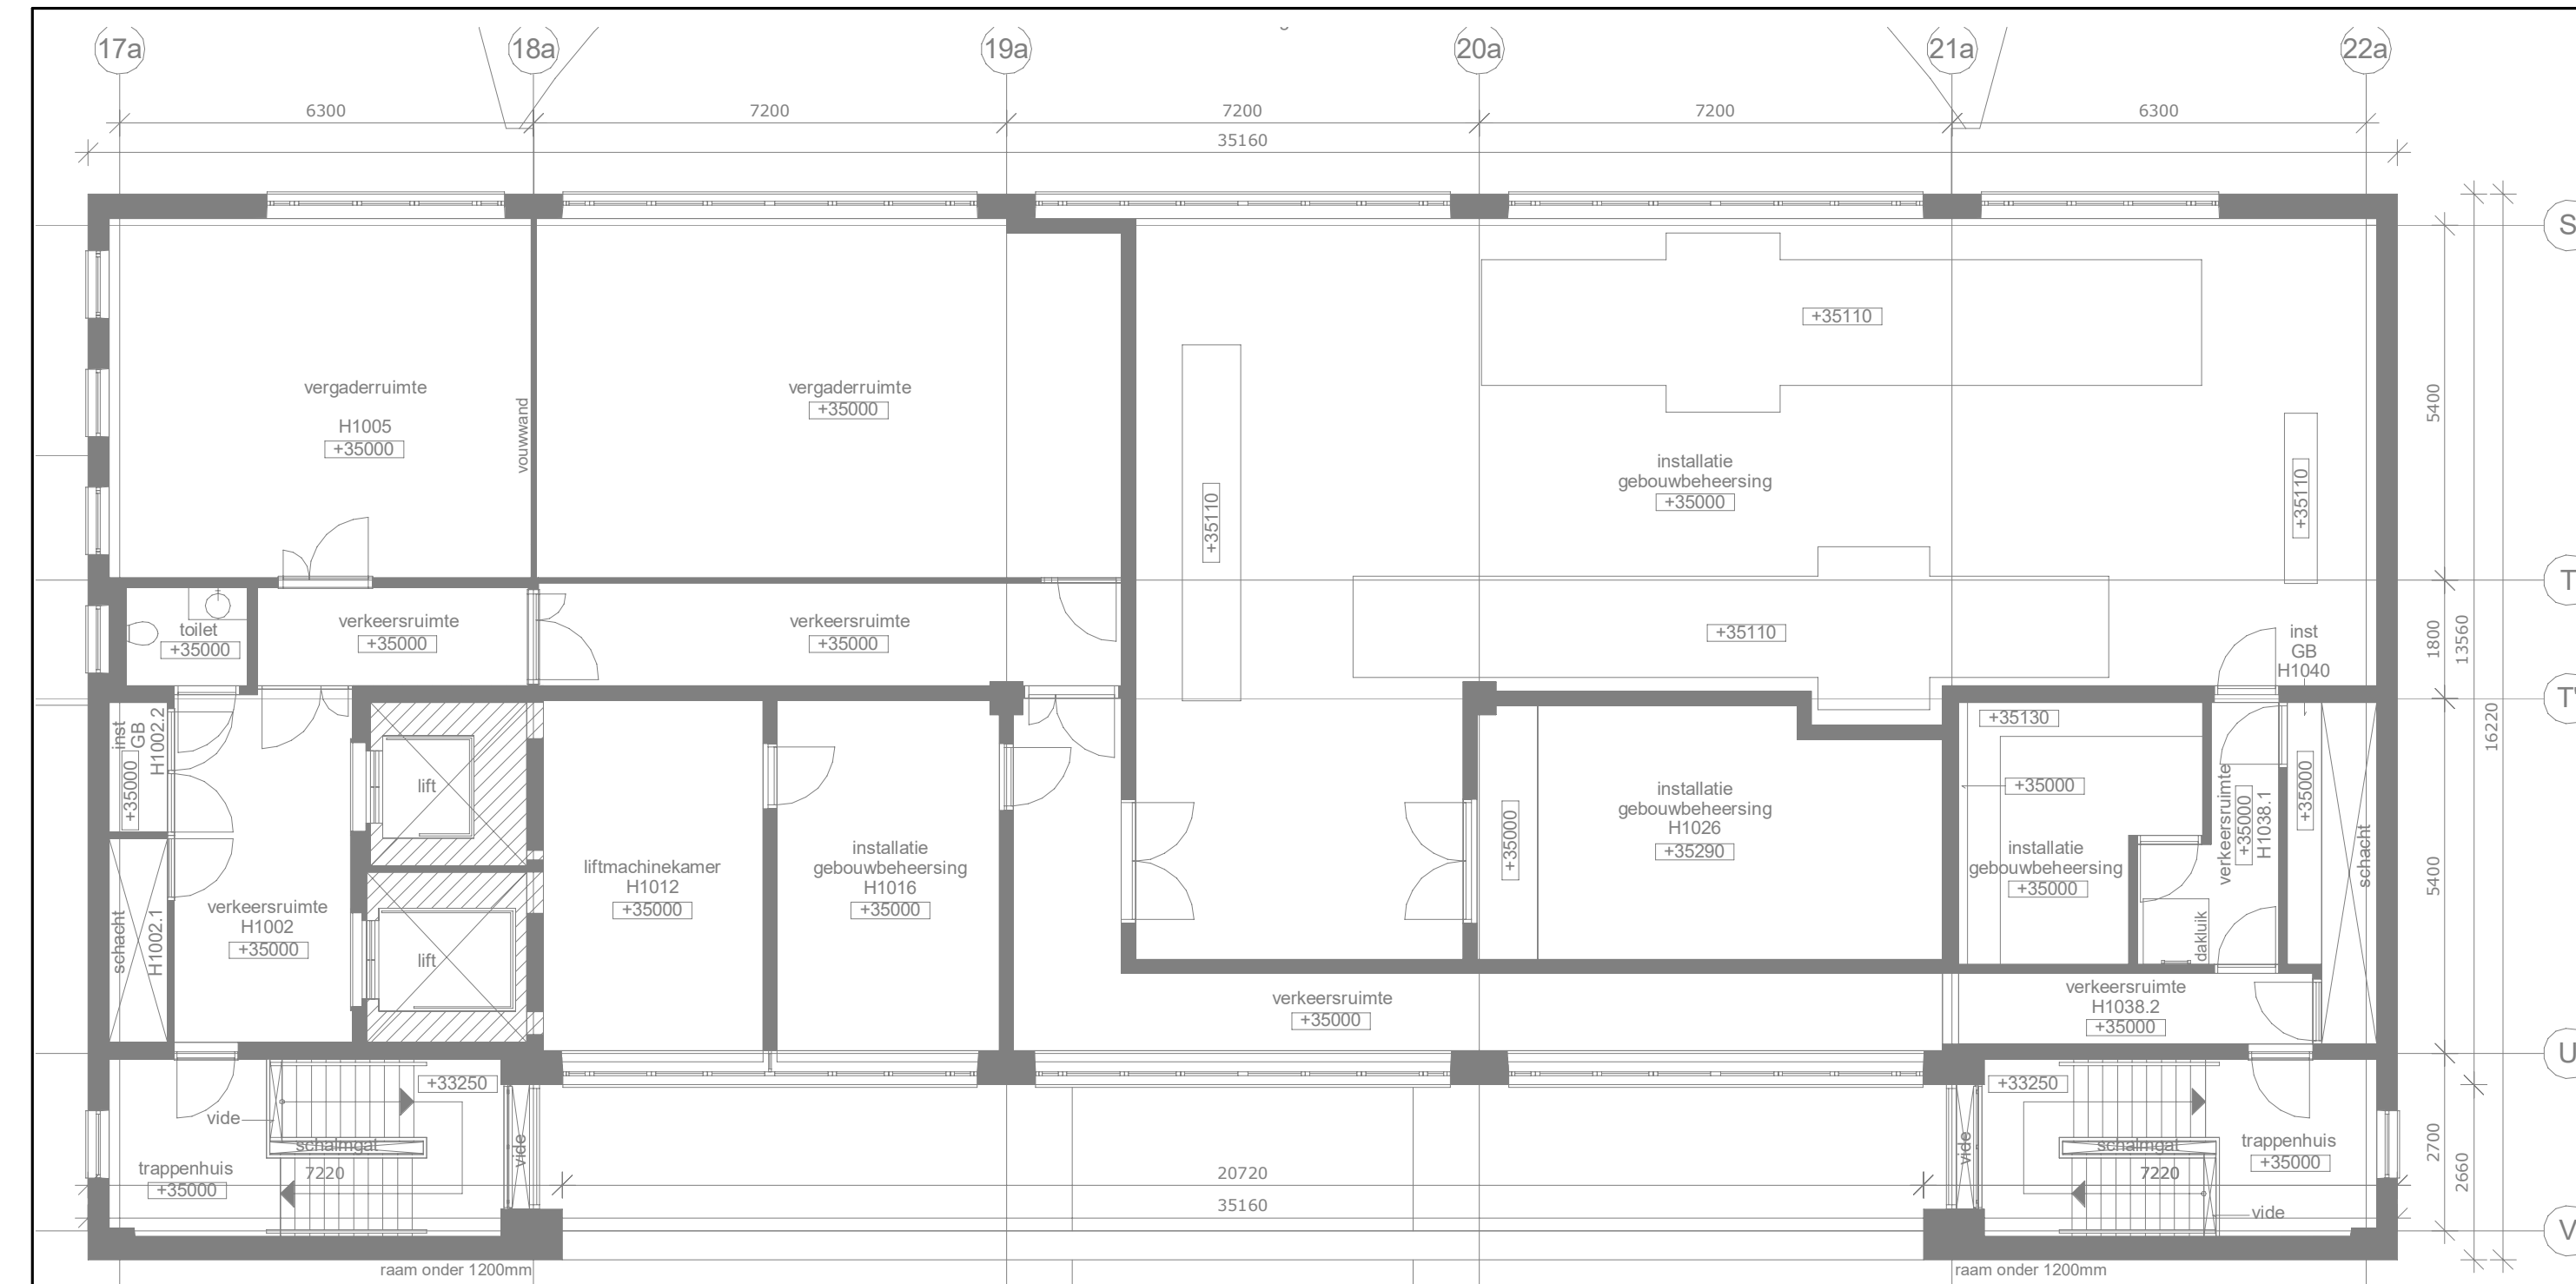 17a
18a
19a
20a
21a
22a
6300
7200
7200
7200
6300
35160
S
+35110
5400
vergaderruimte
H1005
+35000
vouwwand
vergaderruimte
+35000
+35110
installatie
gebouwbeheersing
+35000
+35110
T
toilet
+35000
verkeersruimte
+35000
verkeersruimte
+35000
+35110
inst
GB
H1040
1800
13560
16220
inst
GB
H1002.2
+35000
lift
+35130
+35000
installatie
gebouwbeheersing
+35000
verkeersruimte
+35000
H1038.1
+35000
schacht
5400
schacht
H1002.1
verkeersruimte
H1002
+35000
lift
liftmachinekamer
H1012
+35000
installatie
gebouwbeheersing
H1016
+35000
+35000
installatie
gebouwbeheersing
H1026
+35290
dakluik
verkeersruimte
+35000
verkeersruimte
H1038.2
+35000
U
+33250
vide
schalmgat
7220
trappenhuis
+35000
vide
20720
35160
+33250
vide
schalmgat
7220
trappenhuis
+35000
vide
2700
2660
V
raam onder 1200mm
raam onder 1200mm